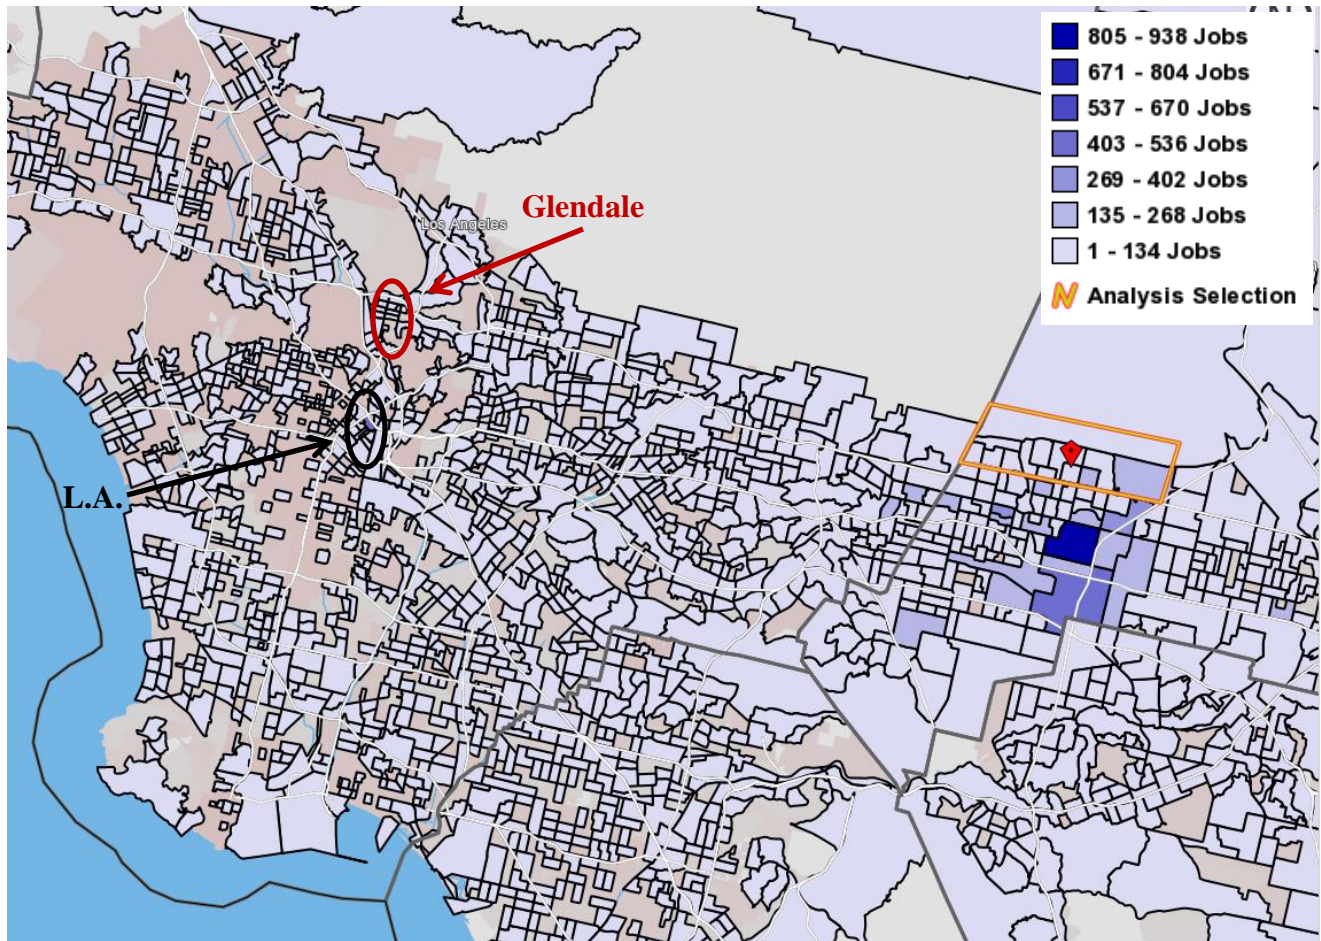 805 - 938 Jobs
671 - 804 Jobs
537 - 670 Jobs
403 - 536 Jobs
269 - 402 Jobs
135 - 268 Jobs
1 - 134 Jobs
Analysis Selection
Glendale
Los Angeles
L.A.